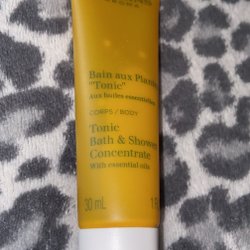 Bain aux Plantes
"Tonic"
Aux huiles essentielles
CORPS / BODY
Tonic
Bath & Shower
Concentrate
With essential oils
30 mL